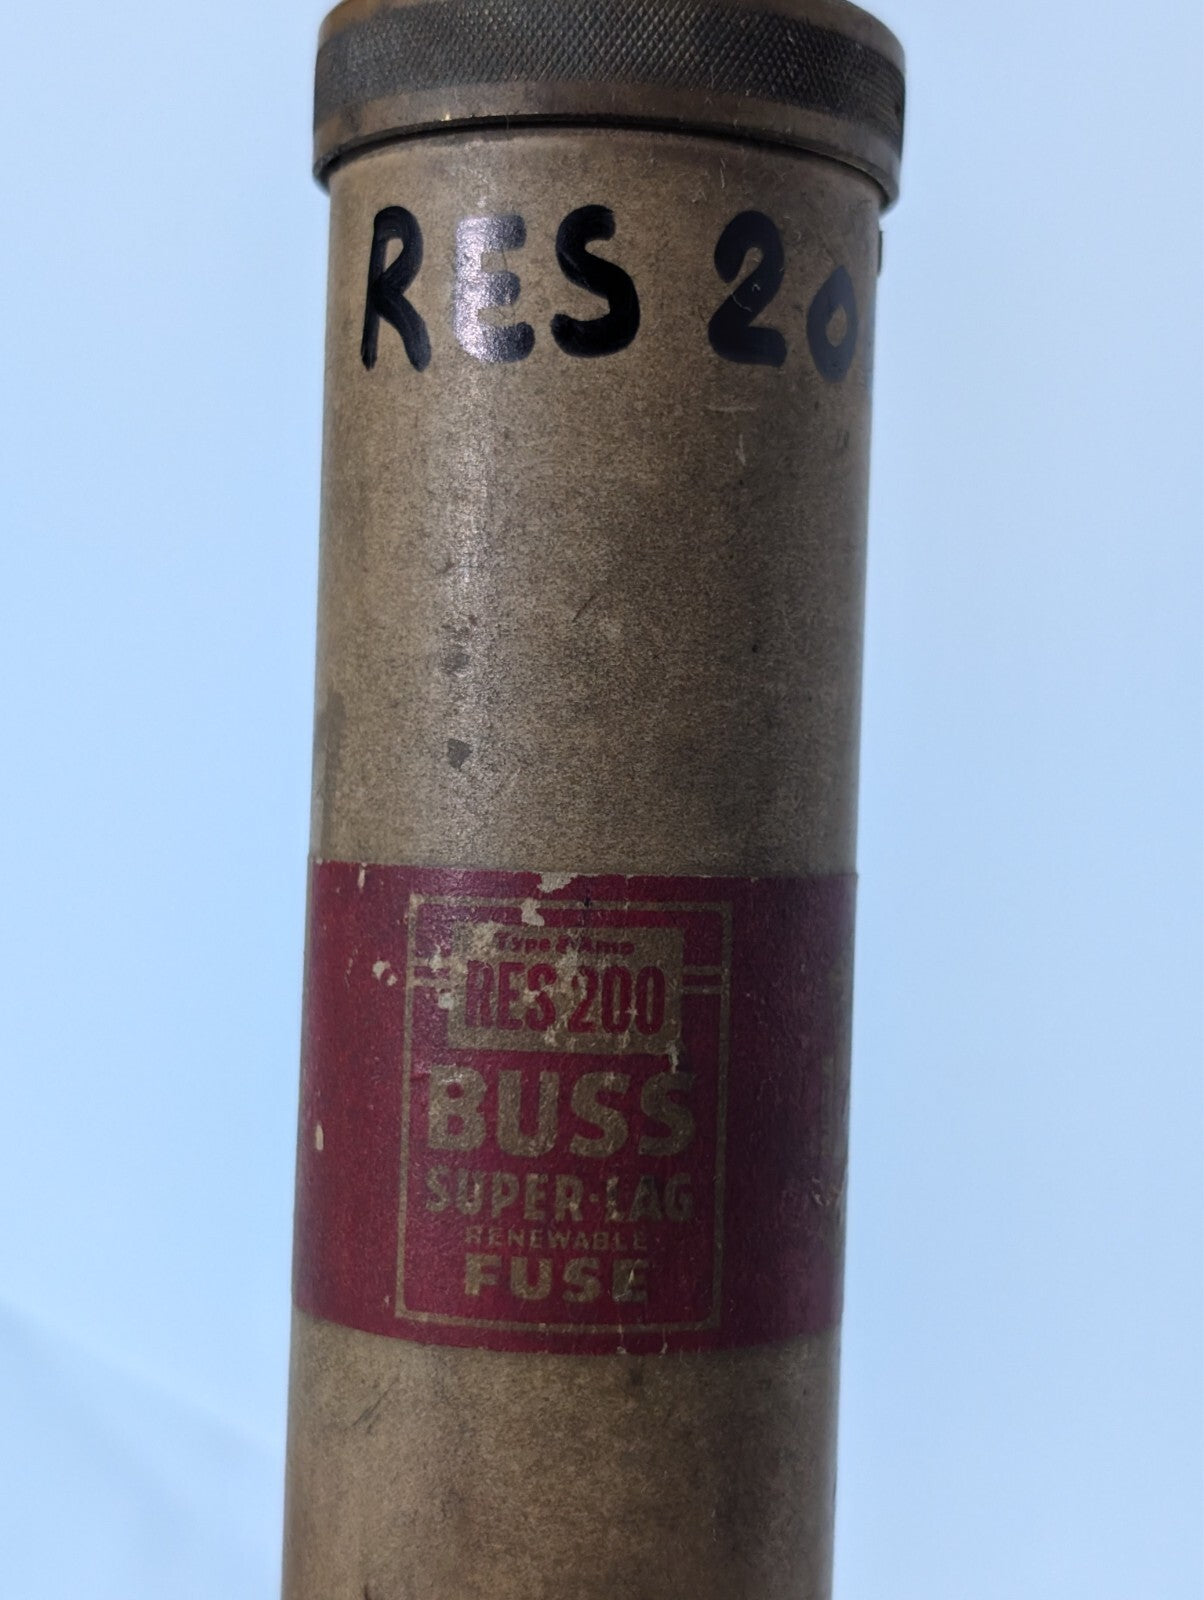 RES 20
Type & Amp
RES 200
BUSS
SUPER·LAG
RENEWABLE
FUSE